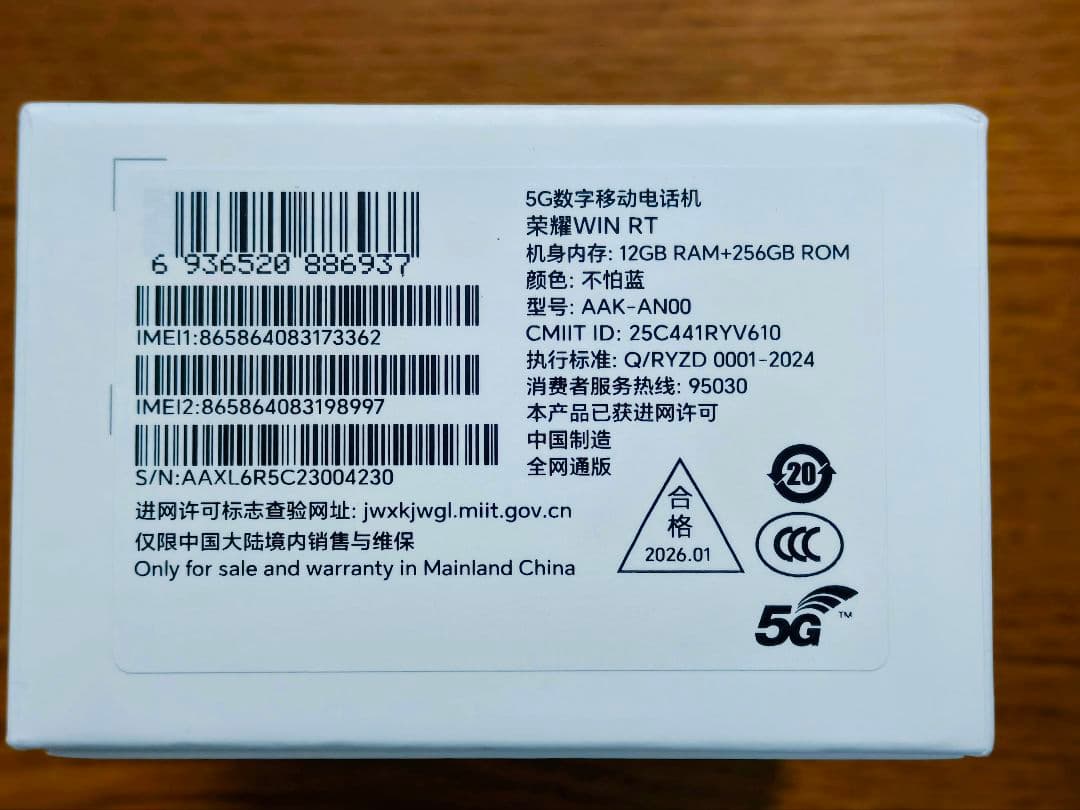 6 936520 886937
IMEI1:865864083173362
IMEI2:865864083198997
S/N:AAXL6R5C23004230
进网许可标志查验网址: jwxkjwgl.miit.gov.cn
仅限中国大陆境内销售与维保
Only for sale and warranty in Mainland China
5G数字移动电话机
荣耀WIN RT
机身内存: 12GB RAM+256GB ROM
颜色: 不怕蓝
型号: AAK-AN00
CMIIT ID: 25C441RYV610
执行标准: Q/RYZD 0001-2024
消费者服务热线: 95030
本产品已获进网许可
中国制造
全网通版
合
格
2026.01
20
CCC
5G™